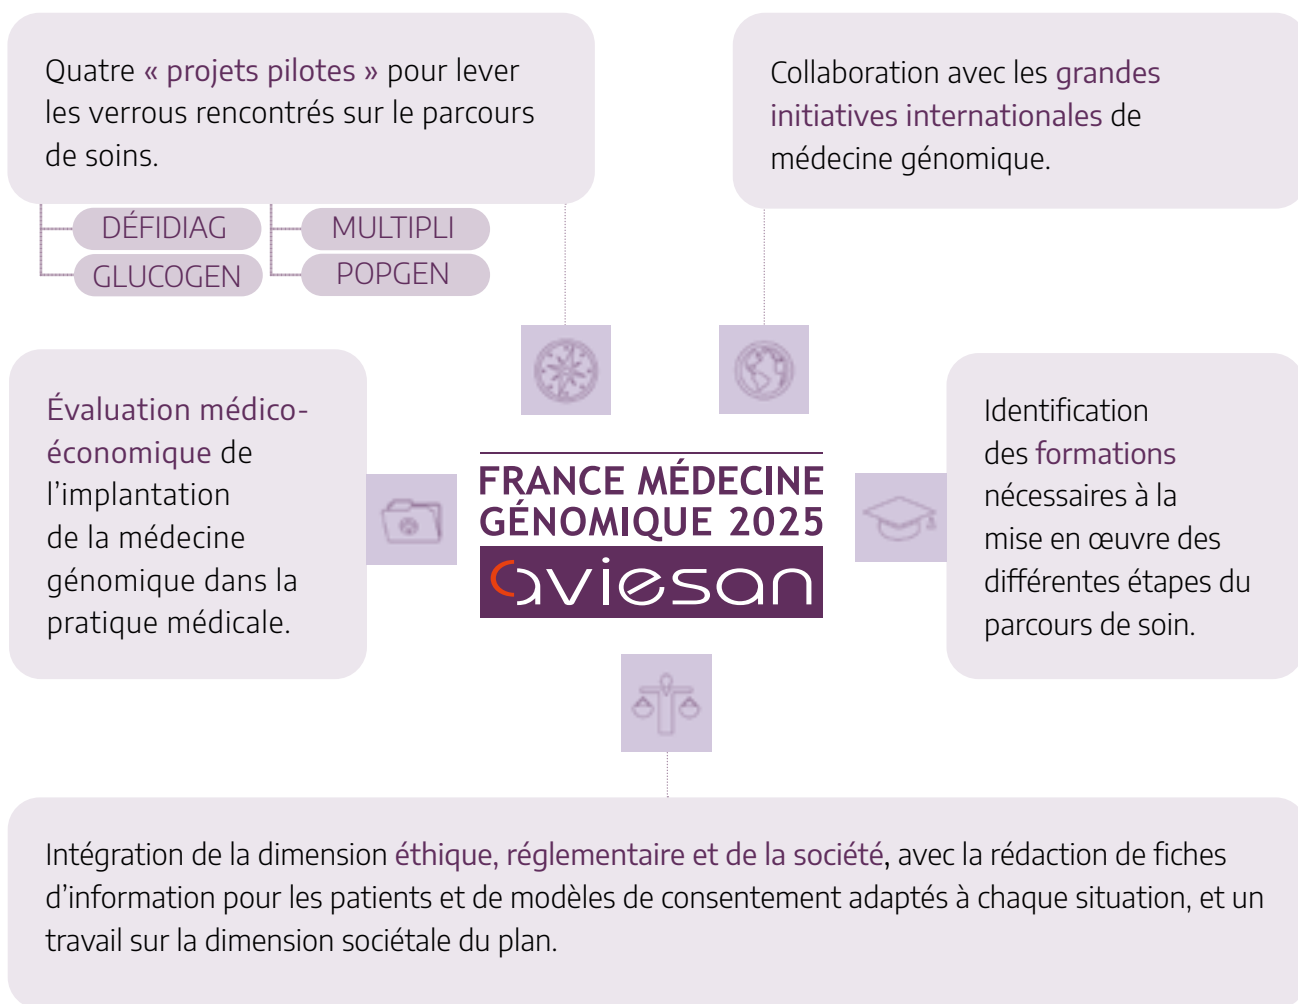 Quatre « projets pilotes » pour lever
les verrous rencontrés sur le parcours
de soins.
DÉFIDIAG
MULTIPLI
GLUCOGEN
POPGEN
Collaboration avec les grandes
initiatives internationales de
médecine génomique.
Évaluation médico-
économique de
l’implantation
de la médecine
génomique dans la
pratique médicale.
FRANCE MÉDECINE
GÉNOMIQUE 2025
aviesan
Identification
des formations
nécessaires à la
mise en œuvre des
différentes étapes du
parcours de soin.
Intégration de la dimension éthique, réglementaire et de la société, avec la rédaction de fiches
d’information pour les patients et de modèles de consentement adaptés à chaque situation, et un
travail sur la dimension sociétale du plan.